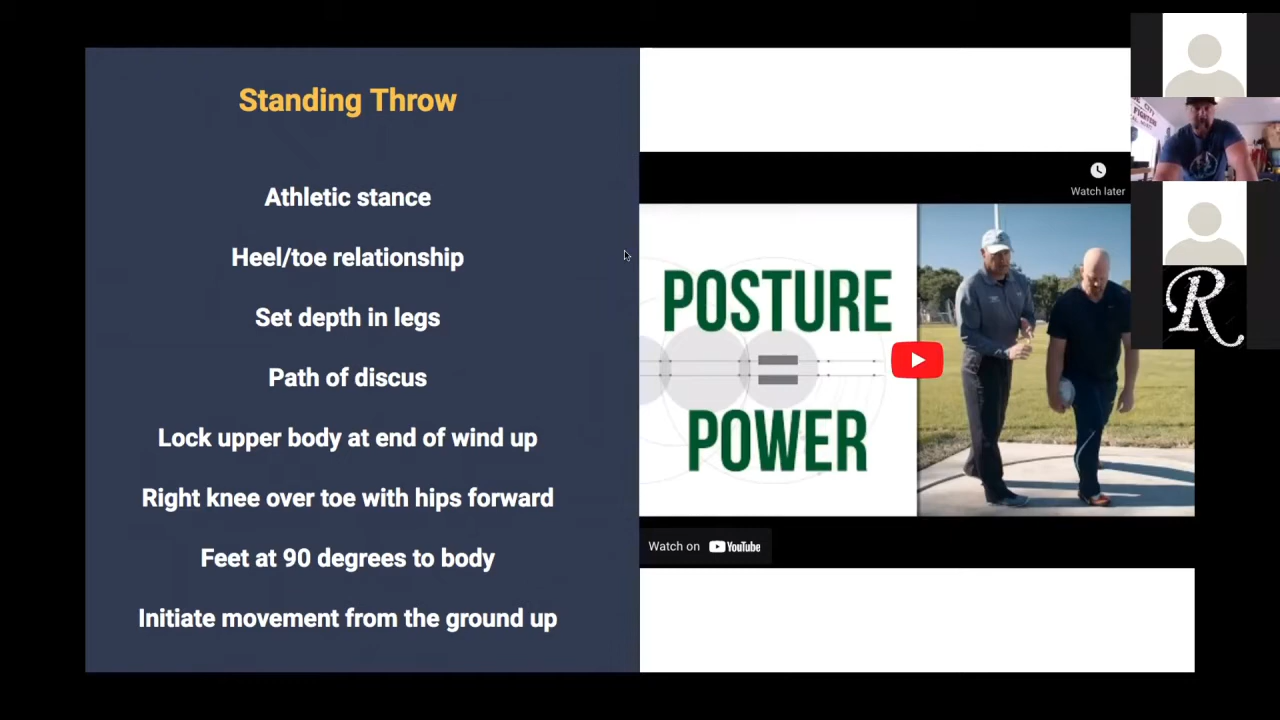 Standing Throw
Athletic stance
Heel/toe relationship
Set depth in legs
Path of discus
Lock upper body at end of wind up
Right knee over toe with hips forward
Feet at 90 degrees to body
Initiate movement from the ground up
Watch later
POSTURE
=
POWER
Watch on YouTube
CITY
FIGHTERS
R